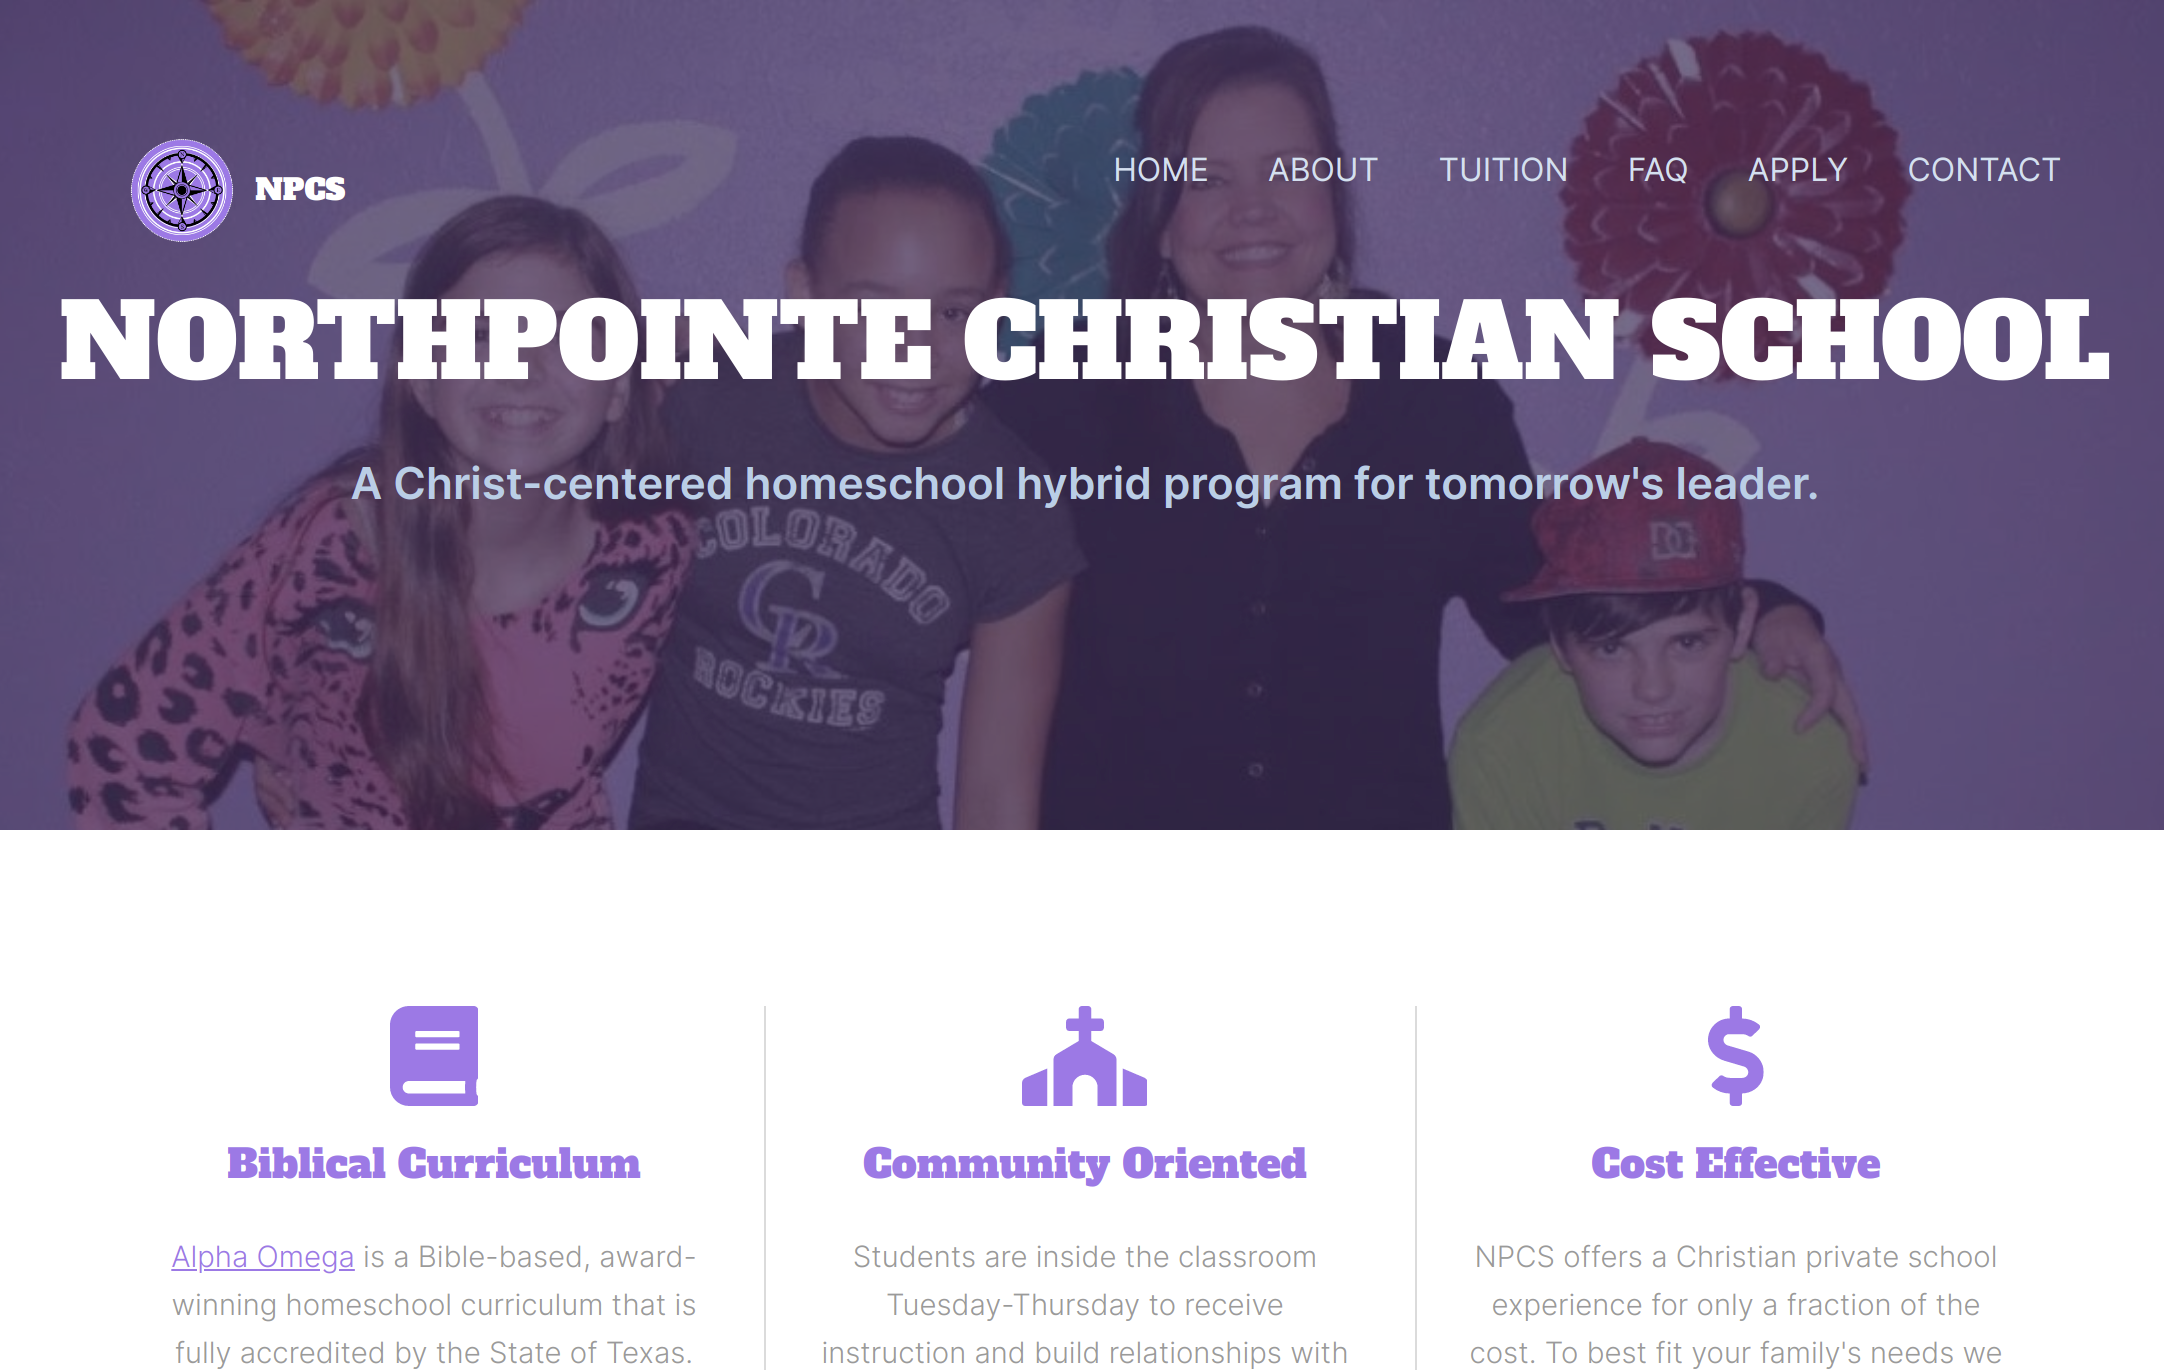 NPCS
HOME ABOUT TUITION FAQ APPLY CONTACT
NORTHPOINTE CHRISTIAN SCHOOL
A Christ-centered homeschool hybrid program for tomorrow's leader.
COLORADO
CR
ROCKIES
DC
Biblical Curriculum
Alpha Omega is a Bible-based, award-
winning homeschool curriculum that is
fully accredited by the State of Texas.
Community Oriented
Students are inside the classroom
Tuesday-Thursday to receive
instruction and build relationships with
Cost Effective
NPCS offers a Christian private school
experience for only a fraction of the
cost. To best fit your family's needs we